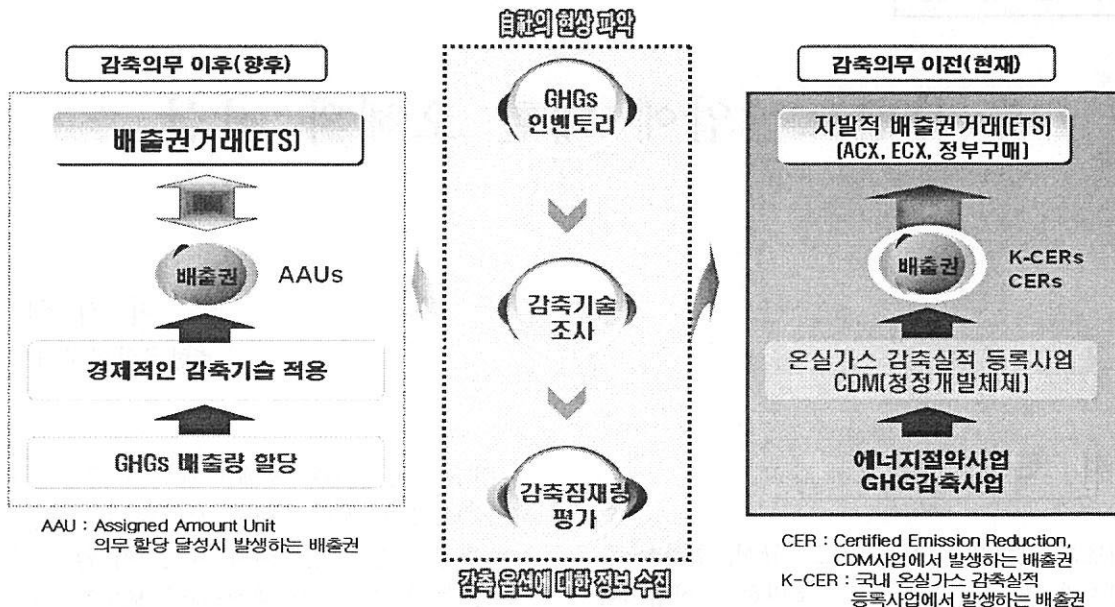 自社의 현상 파악
감축의무 이후(향후)
배출권거래(ETS)
배출권
AAUs
경제적인 감축기술 적용
GHGs 배출량 할당
AAU : Assigned Amount Unit
의무 할당 달성시 발생하는 배출권
GHGs
인벤토리
감축기술
조사
감축잠재량
평가
감축 옵션에 대한 정보 수집
감축의무 이전(현재)
자발적 배출권거래(ETS)
(ACX, ECX, 정부구매)
배출권
K-CERs
CERs
온실가스 감축실적 등록사업
CDM(청정개발체제)
에너지절약사업
GHG감축사업
CER : Certified Emission Reduction,
CDM사업에서 발생하는 배출권
K-CER : 국내 온실가스 감축실적
등록사업에서 발생하는 배출권